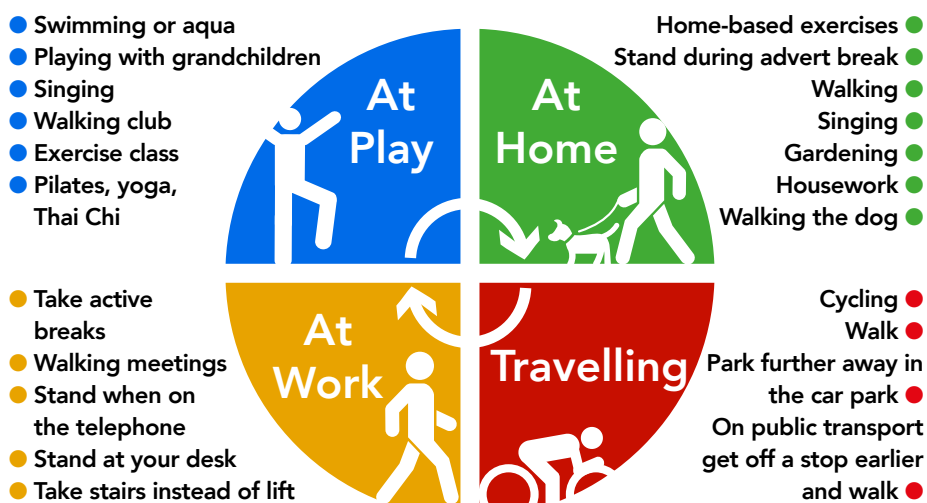 Swimming or aqua
Playing with grandchildren
Singing
Walking club
Exercise class
Pilates, yoga,
Thai Chi
At
Play
At
Home
Home-based exercises
Stand during advert break
Walking
Singing
Gardening
Housework
Walking the dog
Take active
breaks
Walking meetings
Stand when on
the telephone
Stand at your desk
Take stairs instead of lift
At
Work
Travelling
Cycling
Walk
Park further away in
the car park
On public transport
get off a stop earlier
and walk